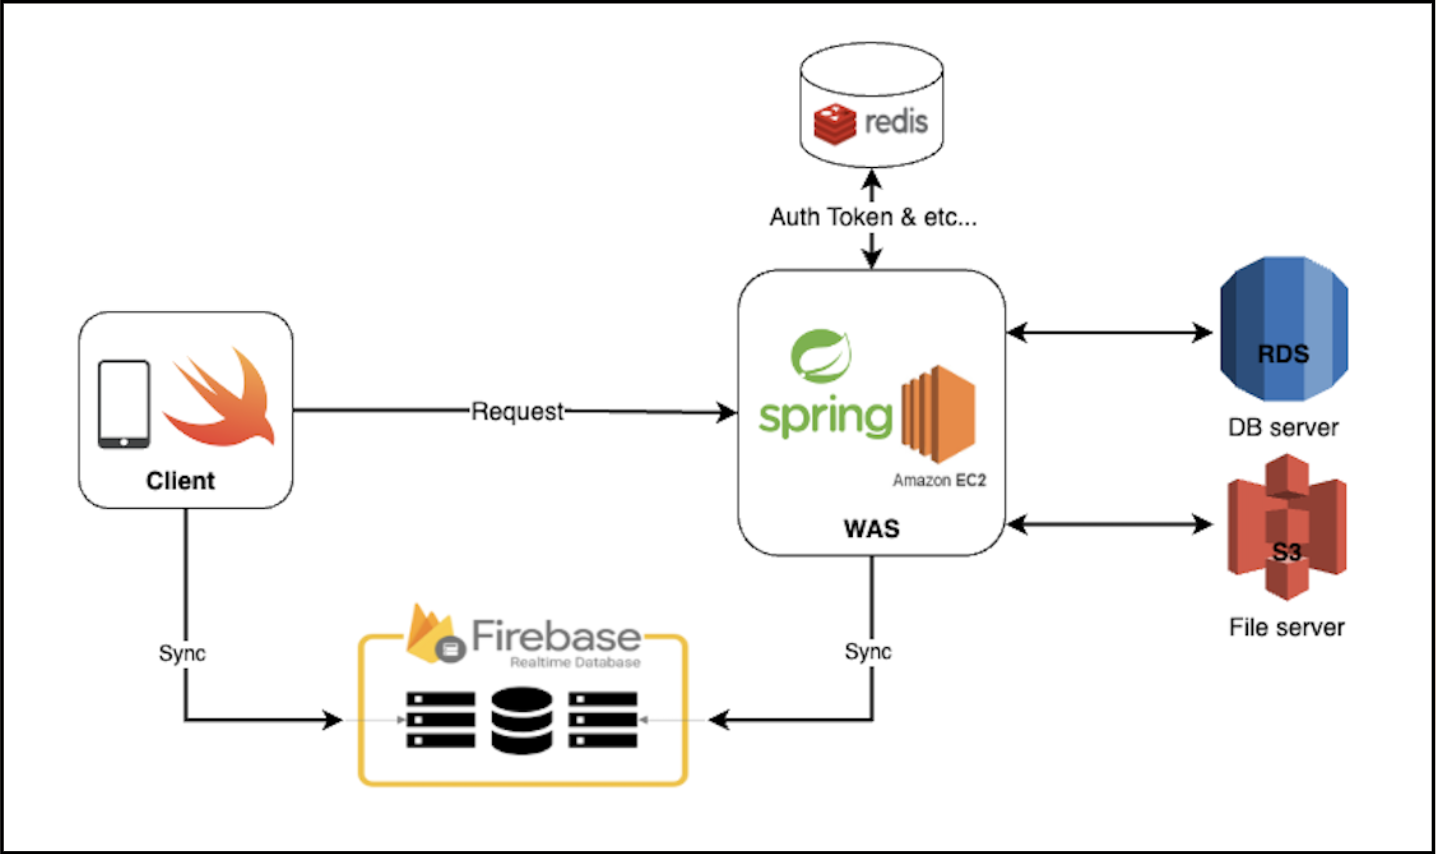 redis
Auth Token & etc...
RDS
DB server
spring
Amazon EC2
WAS
Request
Client
S3
File server
Sync
Firebase
Realtime Database
Sync